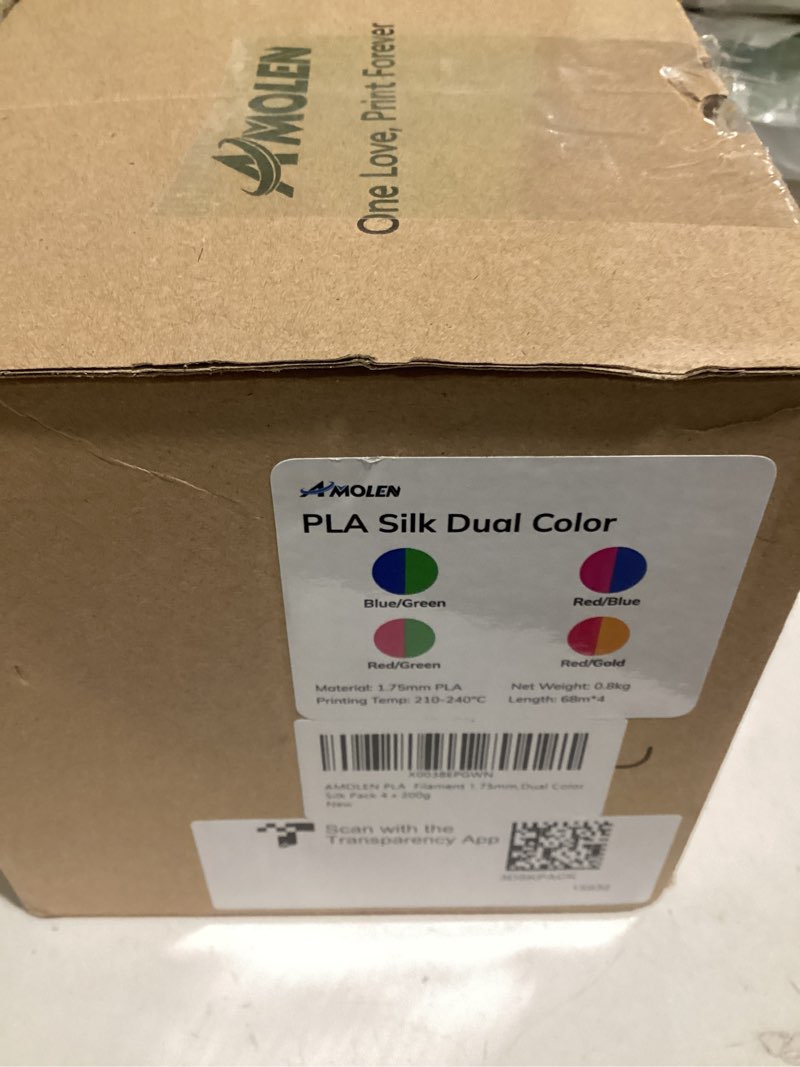 AMOLEN
One Love, Print Forever
AMOLEN
PLA Silk Dual Color
Blue/Green
Red/Blue
Red/Green
Red/Gold
Material: 1.75mm PLA
Net Weight: 0.8kg
Printing Temp: 210-240°C
Length: 68m*4
X0038EPGWN
AMOLEN PLA Filament 1.75mm,Dual Color
Silk Pack 4 x 200g
New
Scan with the
Transparency App